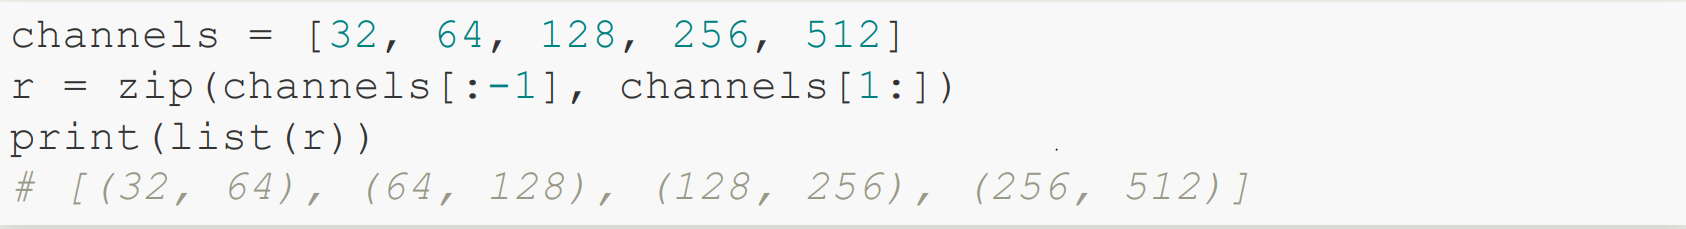 channels = [32, 64, 128, 256, 512]
r = zip(channels[:-1], channels[1:])
print(list(r))
# [(32, 64), (64, 128), (128, 256), (256, 512)]